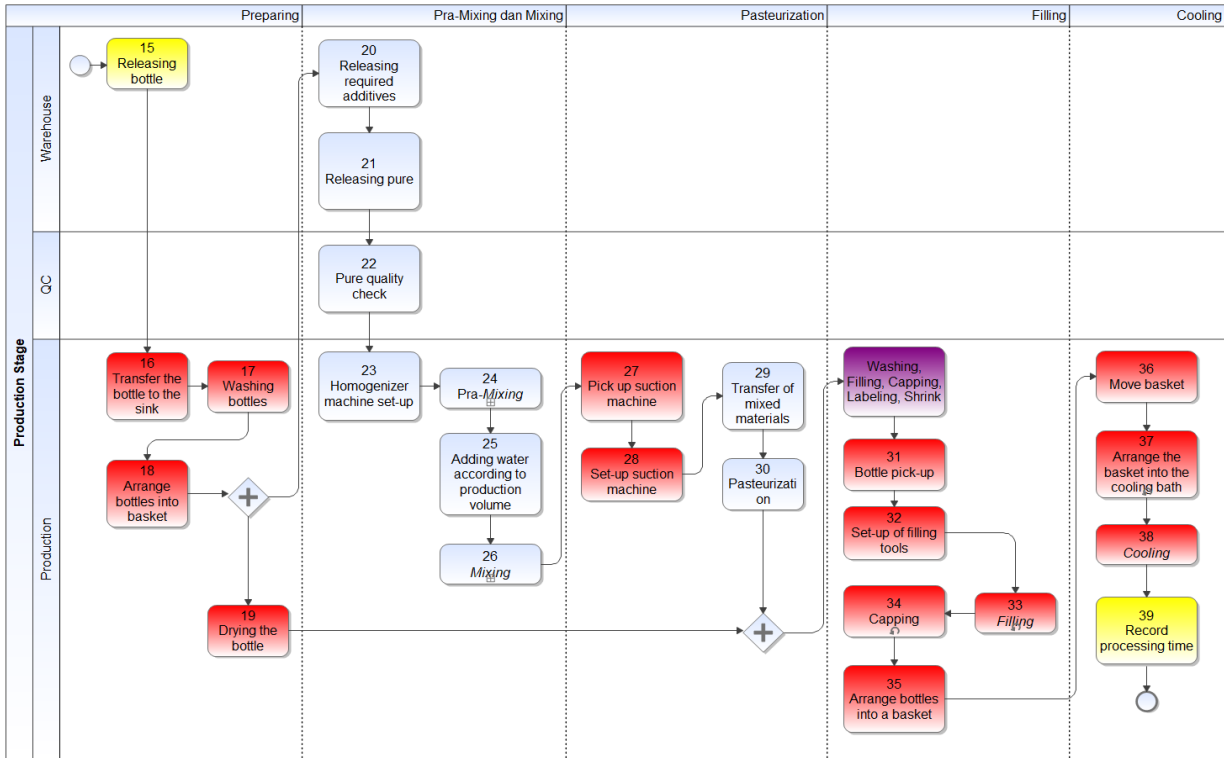 Preparing
Pra-Mixing dan Mixing
Pasteurization
Filling
Cooling
Production Stage
Warehouse
QC
Production
15
Releasing
bottle
20
Releasing
required
additives
21
Releasing pure
22
Pure quality
check
16
Transfer the
bottle to the
sink
17
Washing
bottles
18
Arrange
bottles into
basket
19
Drying the
bottle
23
Homogenizer
machine set-up
24
Pra-Mixing
25
Adding water
according to
production
volume
26
Mixing
27
Pick up suction
machine
28
Set-up suction
machine
29
Transfer of
mixed
materials
30
Pasteurizati
on
Washing,
Filling, Capping,
Labeling, Shrink
31
Bottle pick-up
32
Set-up of filling
tools
33
Filling
34
Capping
35
Arrange bottles
into a basket
36
Move basket
37
Arrange the
basket into the
cooling bath
38
Cooling
39
Record
processing time